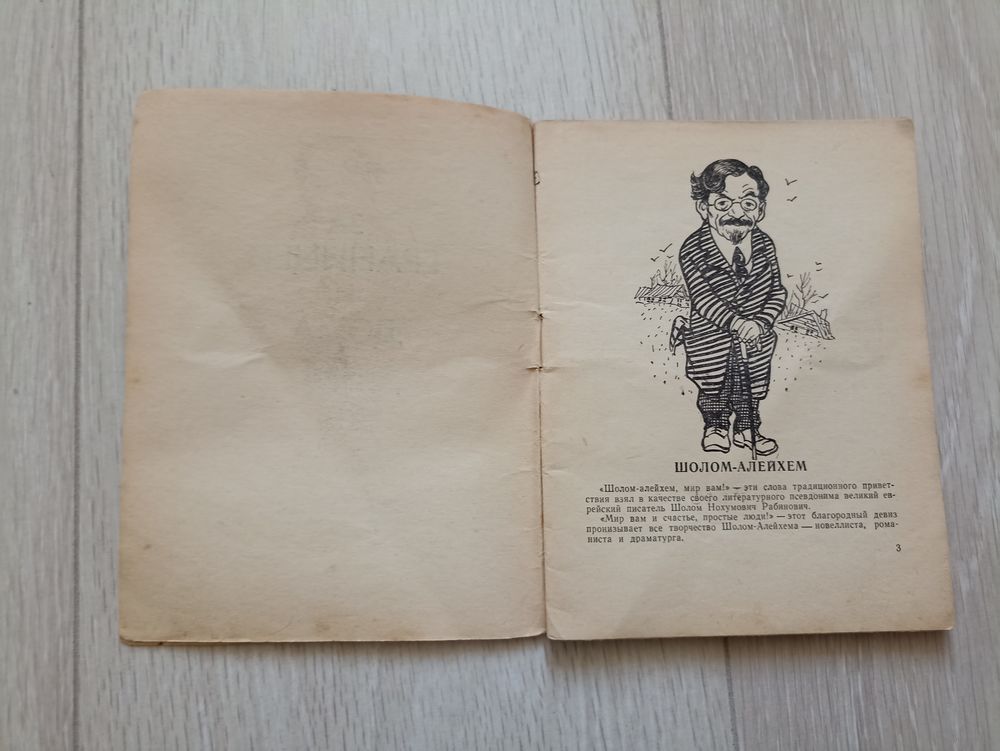 ШОЛОМ-АЛЕЙХЕМ
«Шолом-алейхем, мир вам!» — эти слова традиционного привет-
ствия взял в качестве своего литературного псевдонима великий ев-
рейский писатель Шолом Нохумович Рабинович.
«Мир вам и счастье, простые люди!» — этот благородный девиз
пронизывает все творчество Шолом-Алейхема — новеллиста, рома-
ниста и драматурга.
3